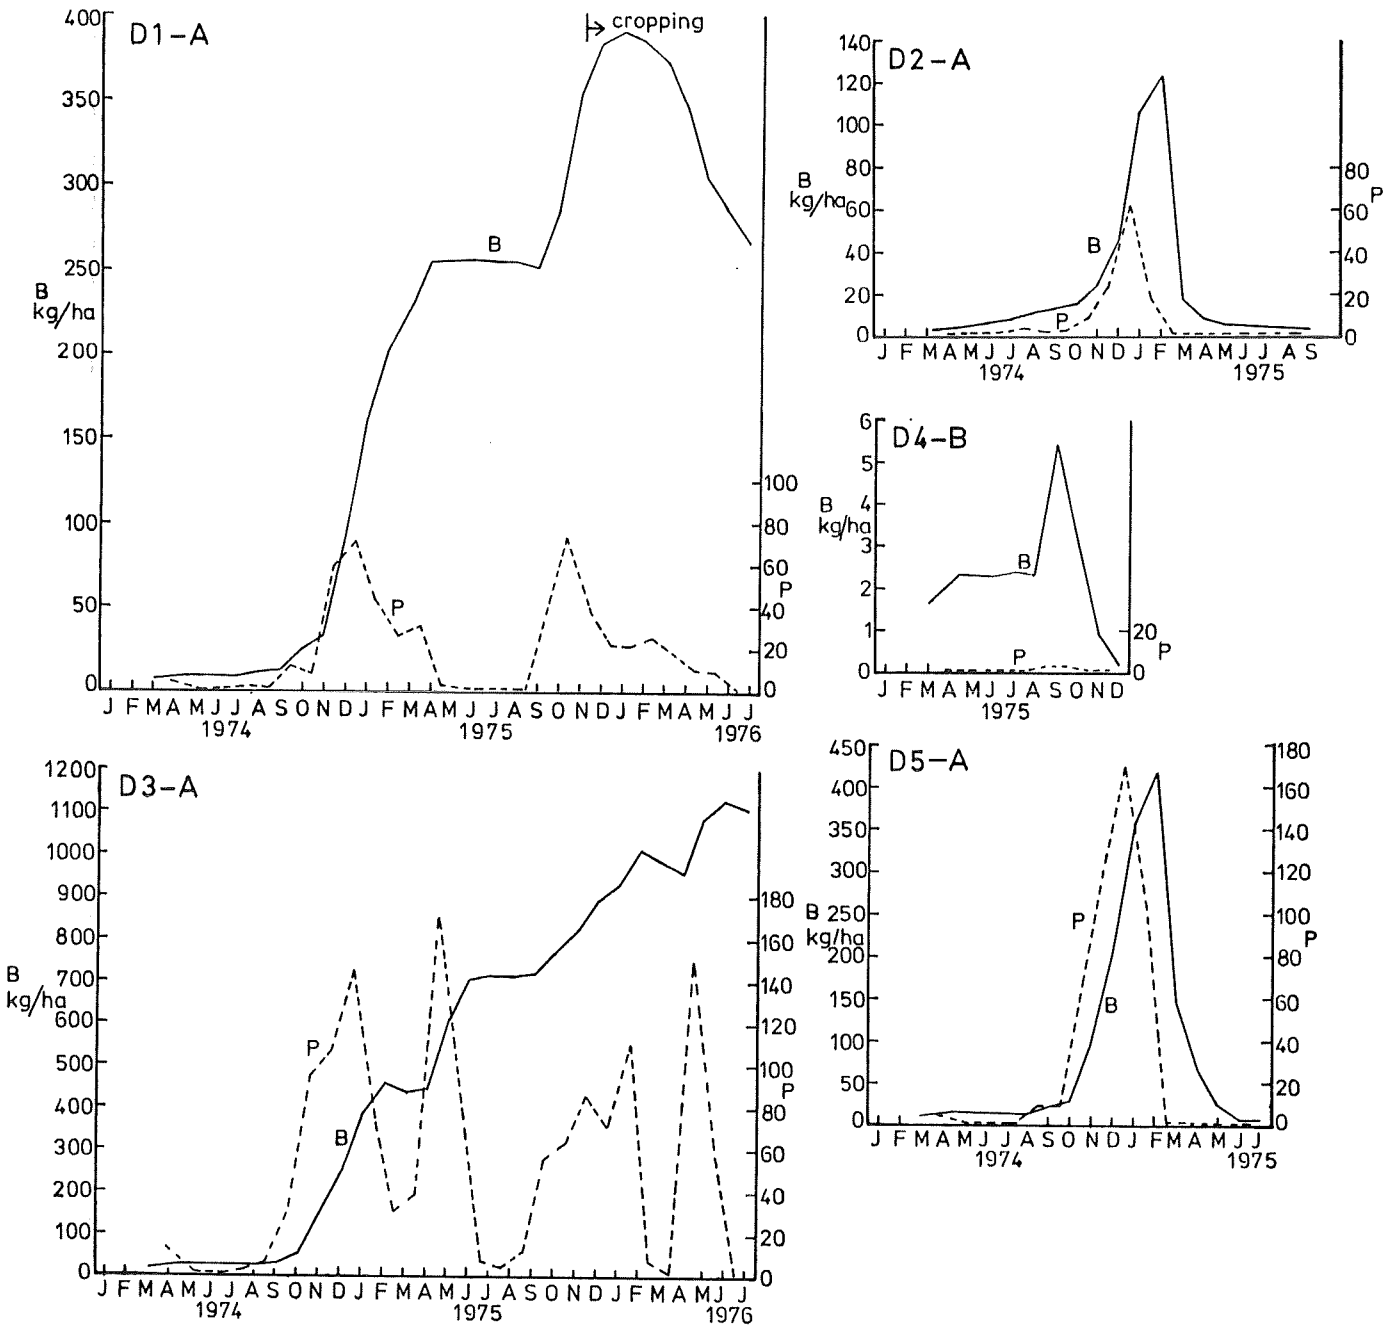 D1-A
cropping
400
350
300
250
200
150
100
50
0
B
kg/ha
B
P
100
80
60
40
20
0
P
J F M A M J J A S O N D J F M A M J J A S O N D J F M A M J J
1974 1975 1976
D2-A
140
120
100
80
60
40
20
0
B
kg/ha
B
P
80
60
40
20
0
P
J F M A M J J A S O N D J F M A M J J A S
1974 1975
D4-B
6
5
4
3
2
1
0
B
kg/ha
B
P
20
0
P
J F M A M J J A S O N D
1975
D3-A
1200
1100
1000
900
800
700
600
500
400
300
200
100
0
B
kg/ha
P
B
180
160
140
120
100
80
60
40
20
0
P
J F M A M J J A S O N D J F M A M J J A S O N D J F M A M J J
1974 1975 1976
D5-A
450
400
350
300
250
200
150
100
50
0
B
kg/ha
P
B
180
160
140
120
100
80
60
40
20
0
P
J F M A M J J A S O N D J F M A M J J
1974 1975